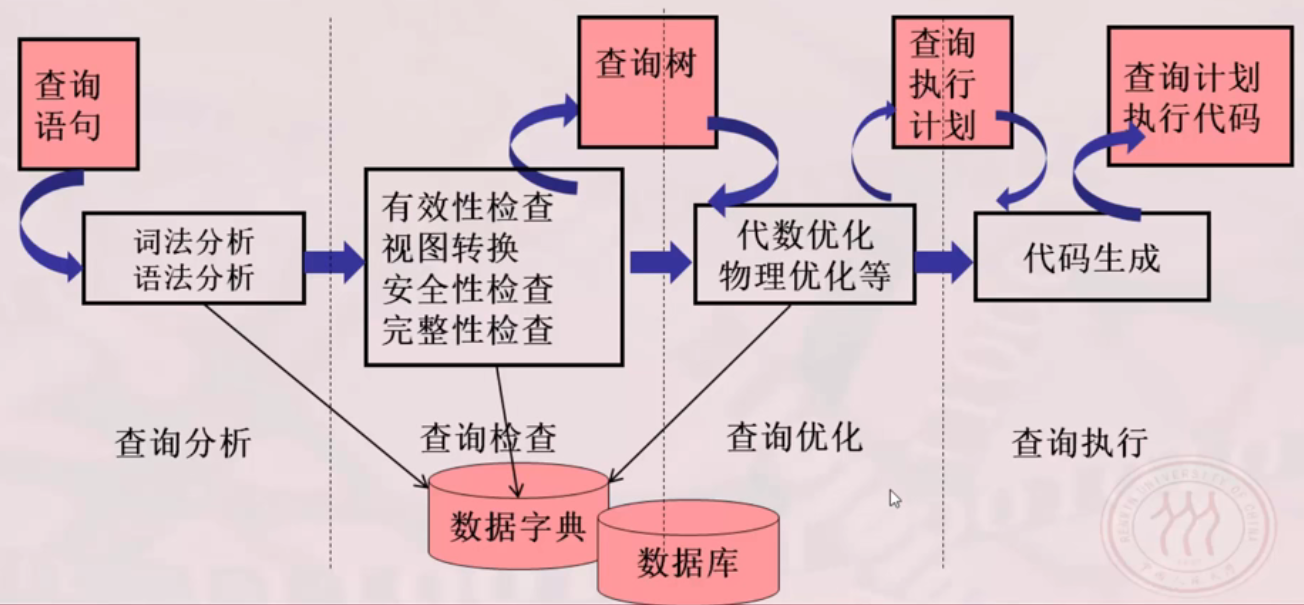 查询
语句
词法分析
语法分析
有效性检查
视图转换
安全性检查
完整性检查
查询树
代数优化
物理优化等
查询
执行
计划
代码生成
查询计划
执行代码
查询分析
查询检查
查询优化
查询执行
数据字典
数据库
RENMIN UNIVERSITY OF CHINA